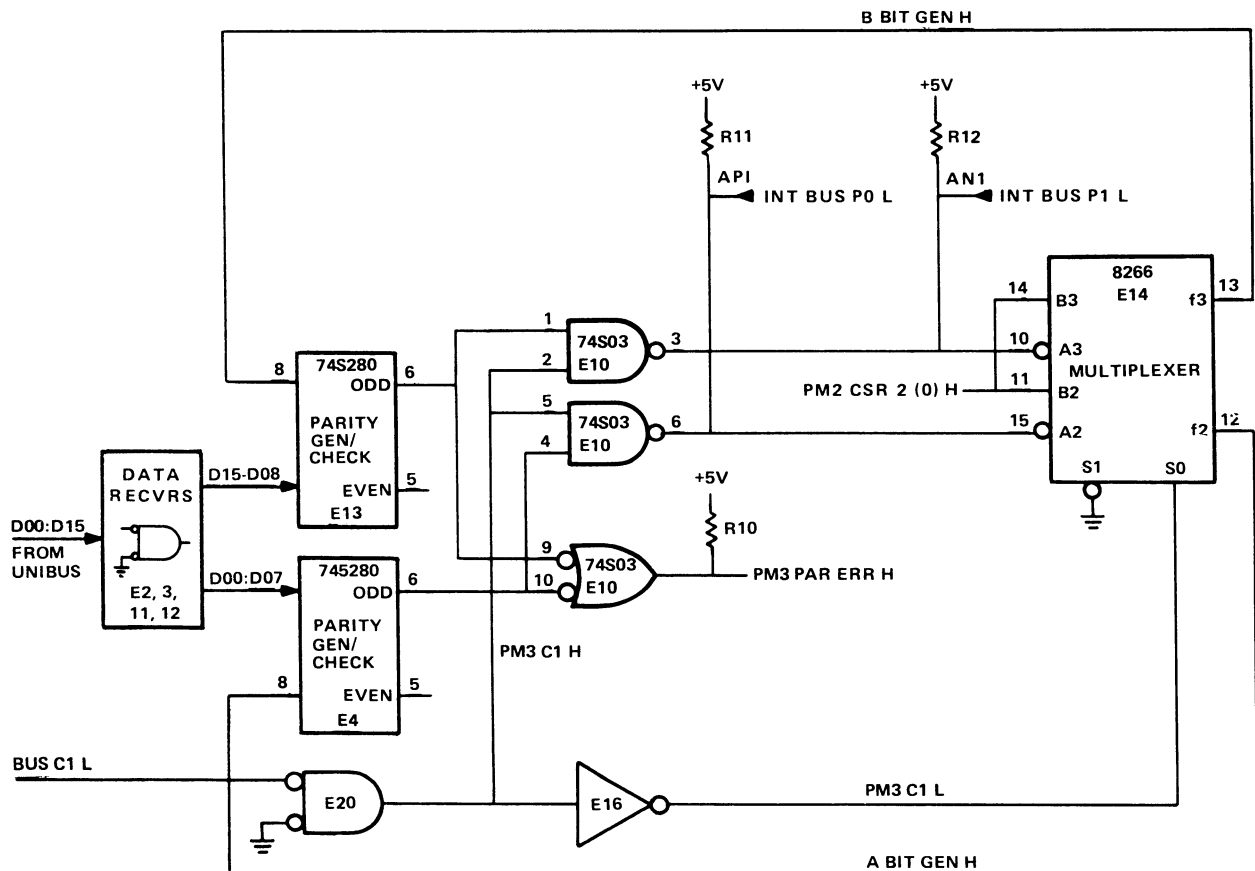 B BIT GEN H
+5V
+5V
R11
R12
API
INT BUS P0 L
AN1
INT BUS P1 L
8266
E14
14
B3
f3
13
10
A3
MULTIPLEXER
PM2 CSR 2 (0) H
11
B2
15
A2
f2
12
S1
S0
1
2
74S03
E10
3
5
4
74S03
E10
6
8
74S280
ODD
6
PARITY
GEN/
CHECK
EVEN
5
E13
DATA
RECVRS
D15-D08
D00:D15
FROM
UNIBUS
E2, 3,
11, 12
D00:D07
745280
ODD
6
PARITY
GEN/
CHECK
8
EVEN
5
E4
+5V
R10
9
10
74S03
E10
PM3 PAR ERR H
PM3 C1 H
BUS C1 L
E20
E16
PM3 C1 L
A BIT GEN H